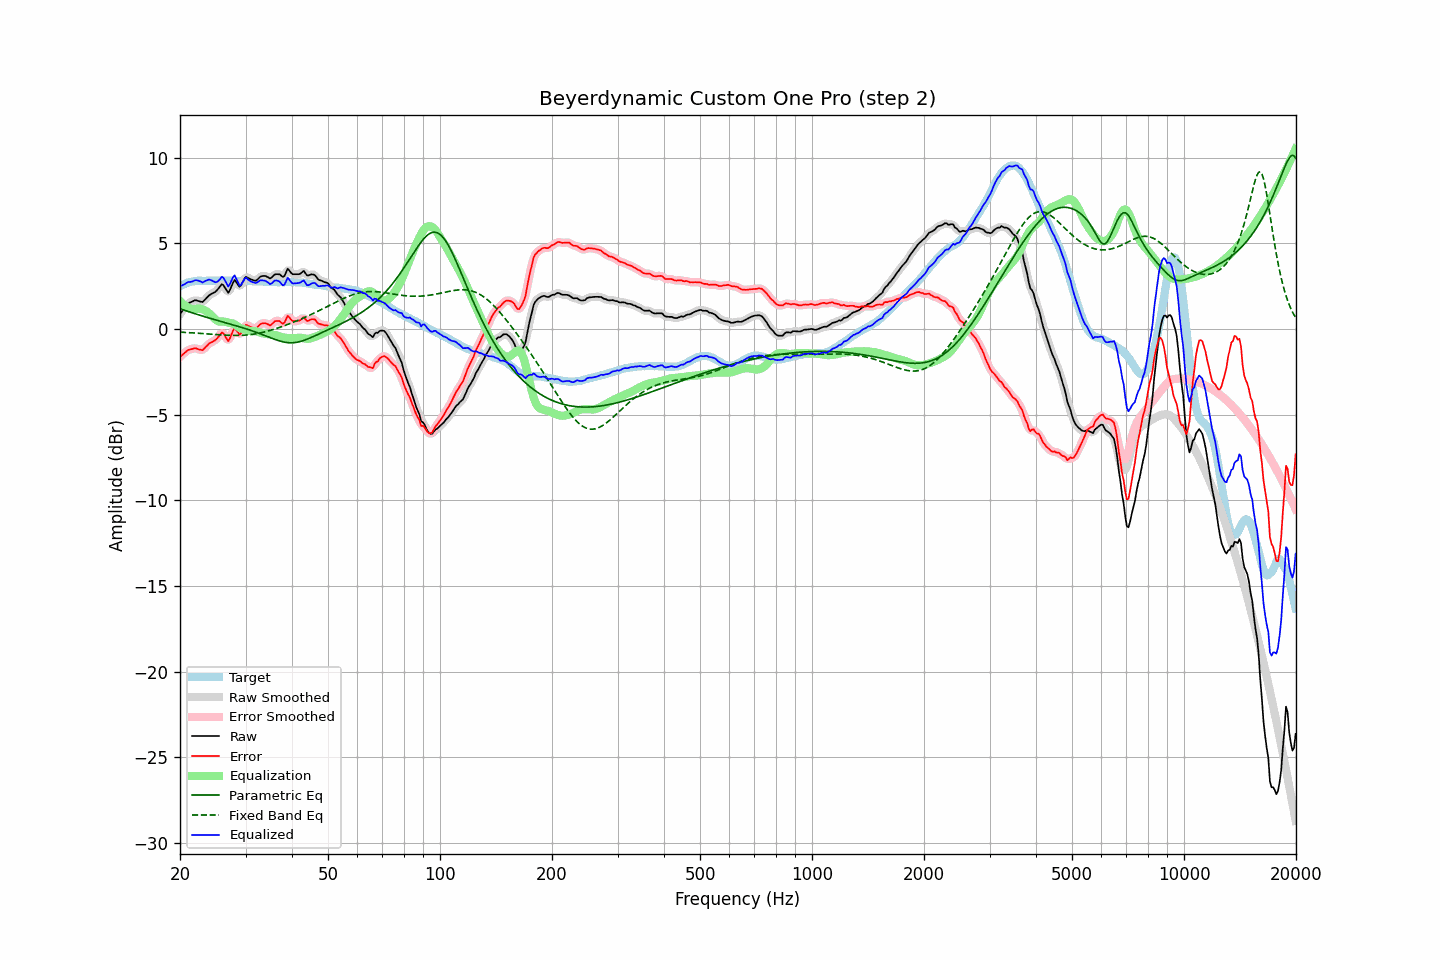 Beyerdynamic Custom One Pro (step 2)
10
5
0
−5
−10
−15
−20
−25
−30
Amplitude (dBr)
Target
Raw Smoothed
Error Smoothed
Raw
Error
Equalization
Parametric Eq
Fixed Band Eq
Equalized
20 50 100 200 500 1000 2000 5000 10000 20000
Frequency (Hz)